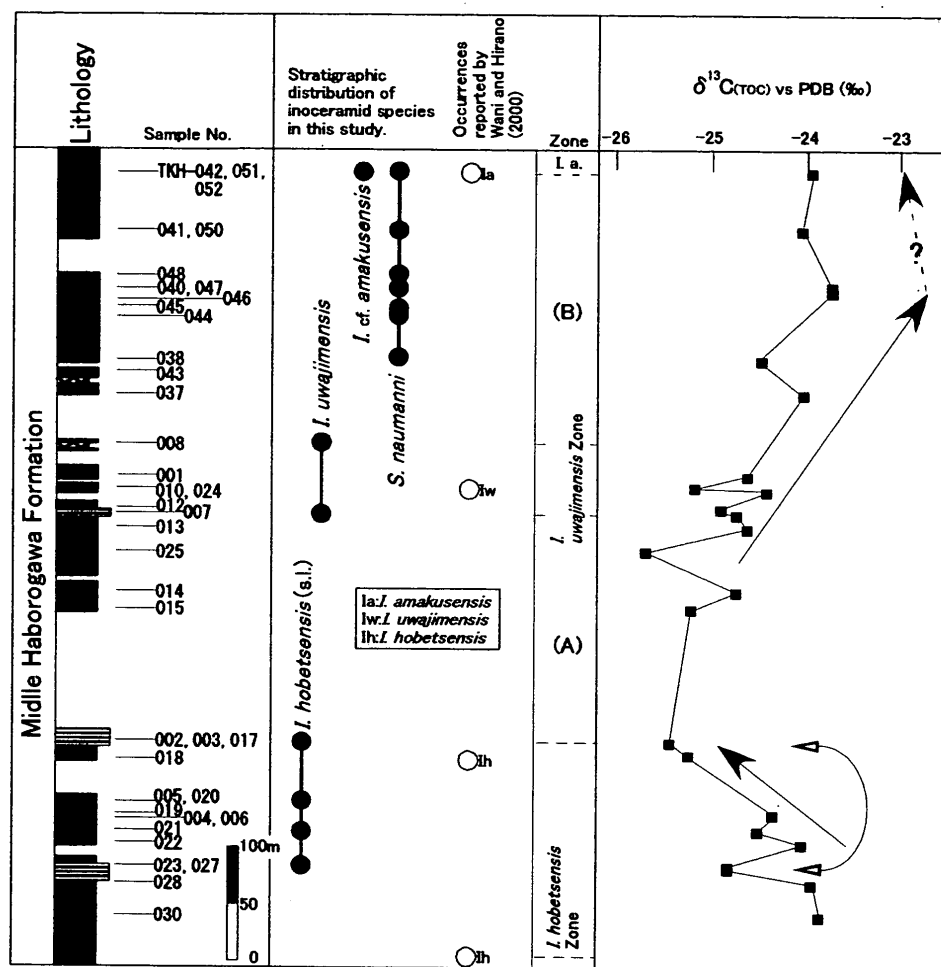 Lithology
Sample No.
Stratigraphic
distribution of
inoceramid species
in this study.
Occurrences
reported by
Wani and Hirano
(2000)
Zone
δ13C(TOC) vs PDB (‰)
-26
-25
-24
-23
Midlle Haborogawa Formation
TKH-042, 051,
052
041, 050
048
040, 047
046
045
044
038
043
037
008
001
010, 024
012
007
013
025
014
015
002, 003, 017
018
005, 020
019
004, 006
021
022
023, 027
028
030
100m
50
0
I. hobetsensis (s.l.)
I. uwajimensis
I. cf. amakusensis
S. naumanni
Ia
Iw
Ih
Ih
Ia:I. amakusensis
Iw:I. uwajimensis
Ih:I. hobetsensis
I. a.
(B)
I.
uwajimensis Zone
(A)
I. hobetsensis
Zone
?